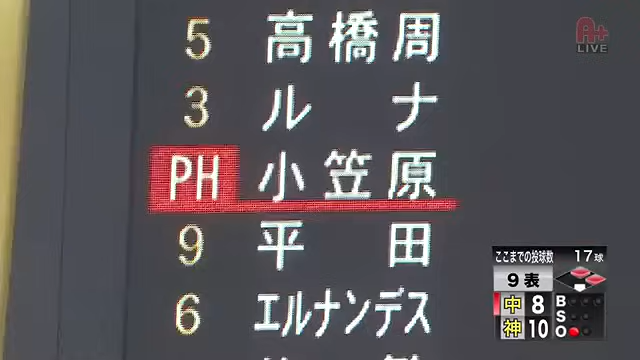 5 高橋周
3 ルナ
PH 小笠原
9 平田
6 エルナンデス
A+
LIVE
ここまでの投球数 17球
9表
中 8 B
S
神 10 O